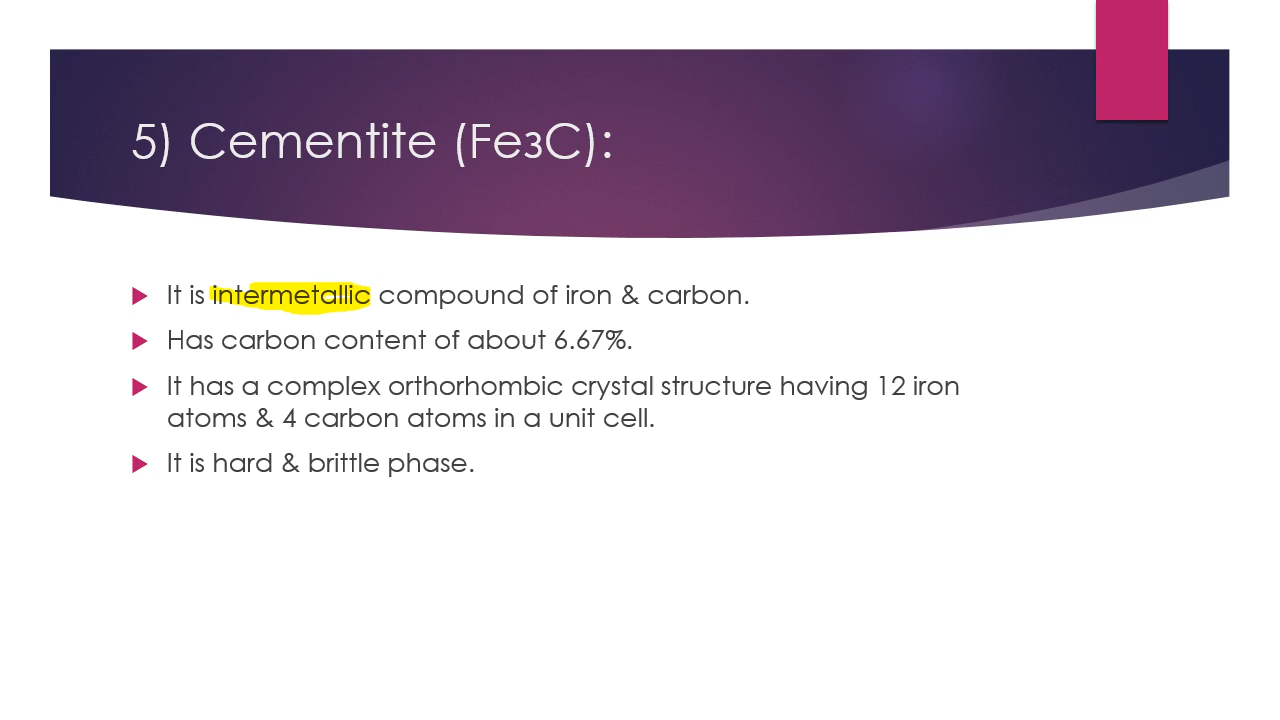 5) Cementite (Fe3C):
It is intermetallic compound of iron & carbon.
Has carbon content of about 6.67%.
It has a complex orthorhombic crystal structure having 12 iron
atoms & 4 carbon atoms in a unit cell.
It is hard & brittle phase.